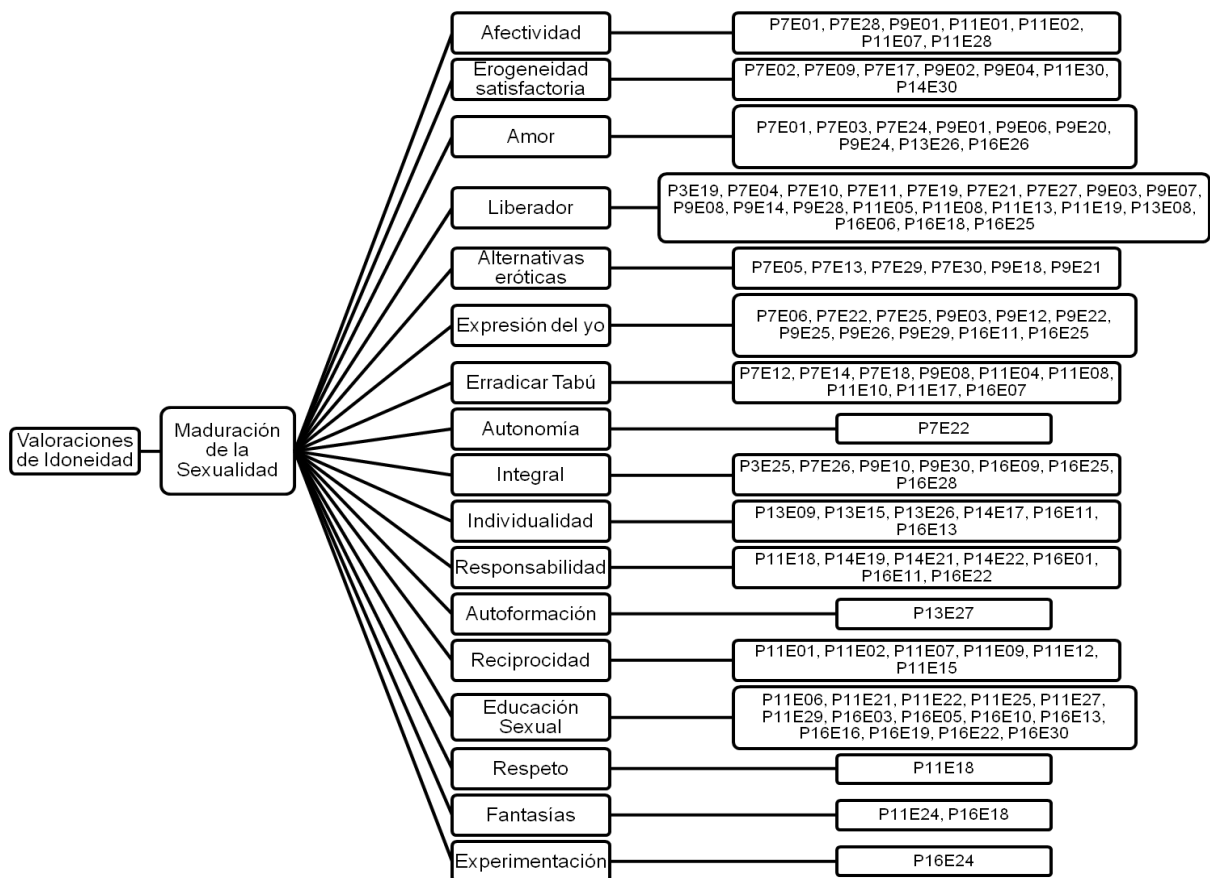 Valoraciones
de Idoneidad
Maduración
de la
Sexualidad
Afectividad
P7E01, P7E28, P9E01, P11E01, P11E02,
P11E07, P11E28
Erogeneidad
satisfactoria
P7E02, P7E09, P7E17, P9E02, P9E04, P11E30,
P14E30
Amor
P7E01, P7E03, P7E24, P9E01, P9E06, P9E20,
P9E24, P13E26, P16E26
Liberador
P3E19, P7E04, P7E10, P7E11, P7E19, P7E21, P7E27, P9E03, P9E07,
P9E08, P9E14, P9E28, P11E05, P11E08, P11E13, P11E19, P13E08,
P16E06, P16E18, P16E25
Alternativas
eróticas
P7E05, P7E13, P7E29, P7E30, P9E18, P9E21
Expresión del yo
P7E06, P7E22, P7E25, P9E03, P9E12, P9E22,
P9E25, P9E26, P9E29, P16E11, P16E25
Erradicar Tabú
P7E12, P7E14, P7E18, P9E08, P11E04, P11E08,
P11E10, P11E17, P16E07
Autonomía
P7E22
Integral
P3E25, P7E26, P9E10, P9E30, P16E09, P16E25,
P16E28
Individualidad
P13E09, P13E15, P13E26, P14E17, P16E11,
P16E13
Responsabilidad
P11E18, P14E19, P14E21, P14E22, P16E01,
P16E11, P16E22
Autoformación
P13E27
Reciprocidad
P11E01, P11E02, P11E07, P11E09, P11E12,
P11E15
Educación
Sexual
P11E06, P11E21, P11E22, P11E25, P11E27,
P11E29, P16E03, P16E05, P16E10, P16E13,
P16E16, P16E19, P16E22, P16E30
Respeto
P11E18
Fantasías
P11E24, P16E18
Experimentación
P16E24